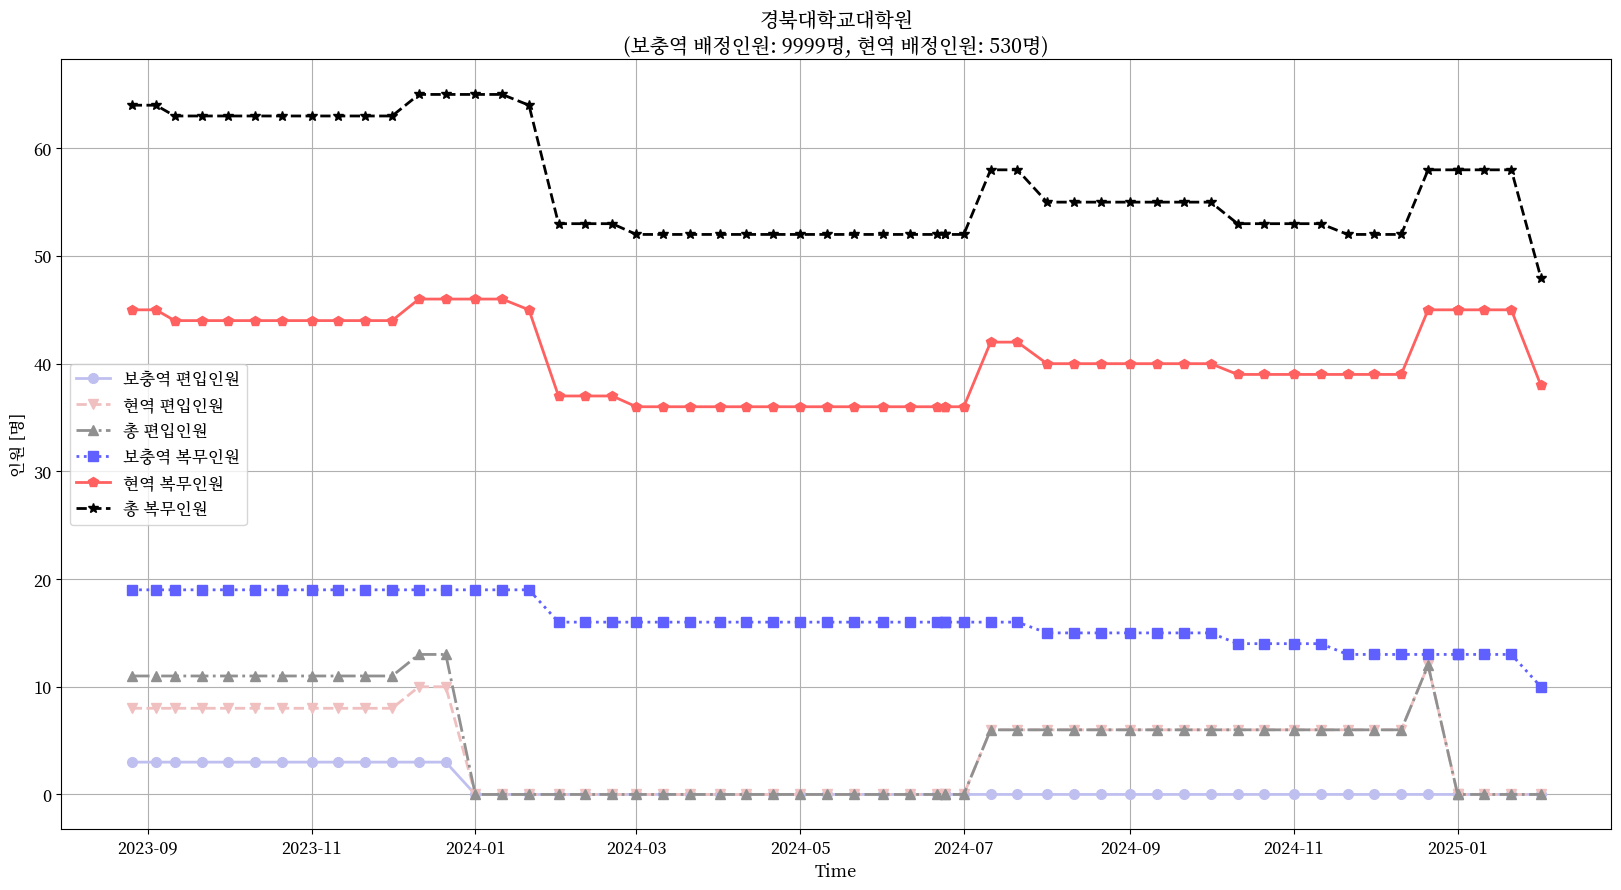 경북대학교대학원
(보충역 배정인원: 9999명, 현역 배정인원: 530명)
인원 [명]
60
50
40
30
20
10
0
보충역 편입인원
현역 편입인원
총 편입인원
보충역 복무인원
현역 복무인원
총 복무인원
2023-09
2023-11
2024-01
2024-03
2024-05
2024-07
2024-09
2024-11
2025-01
Time